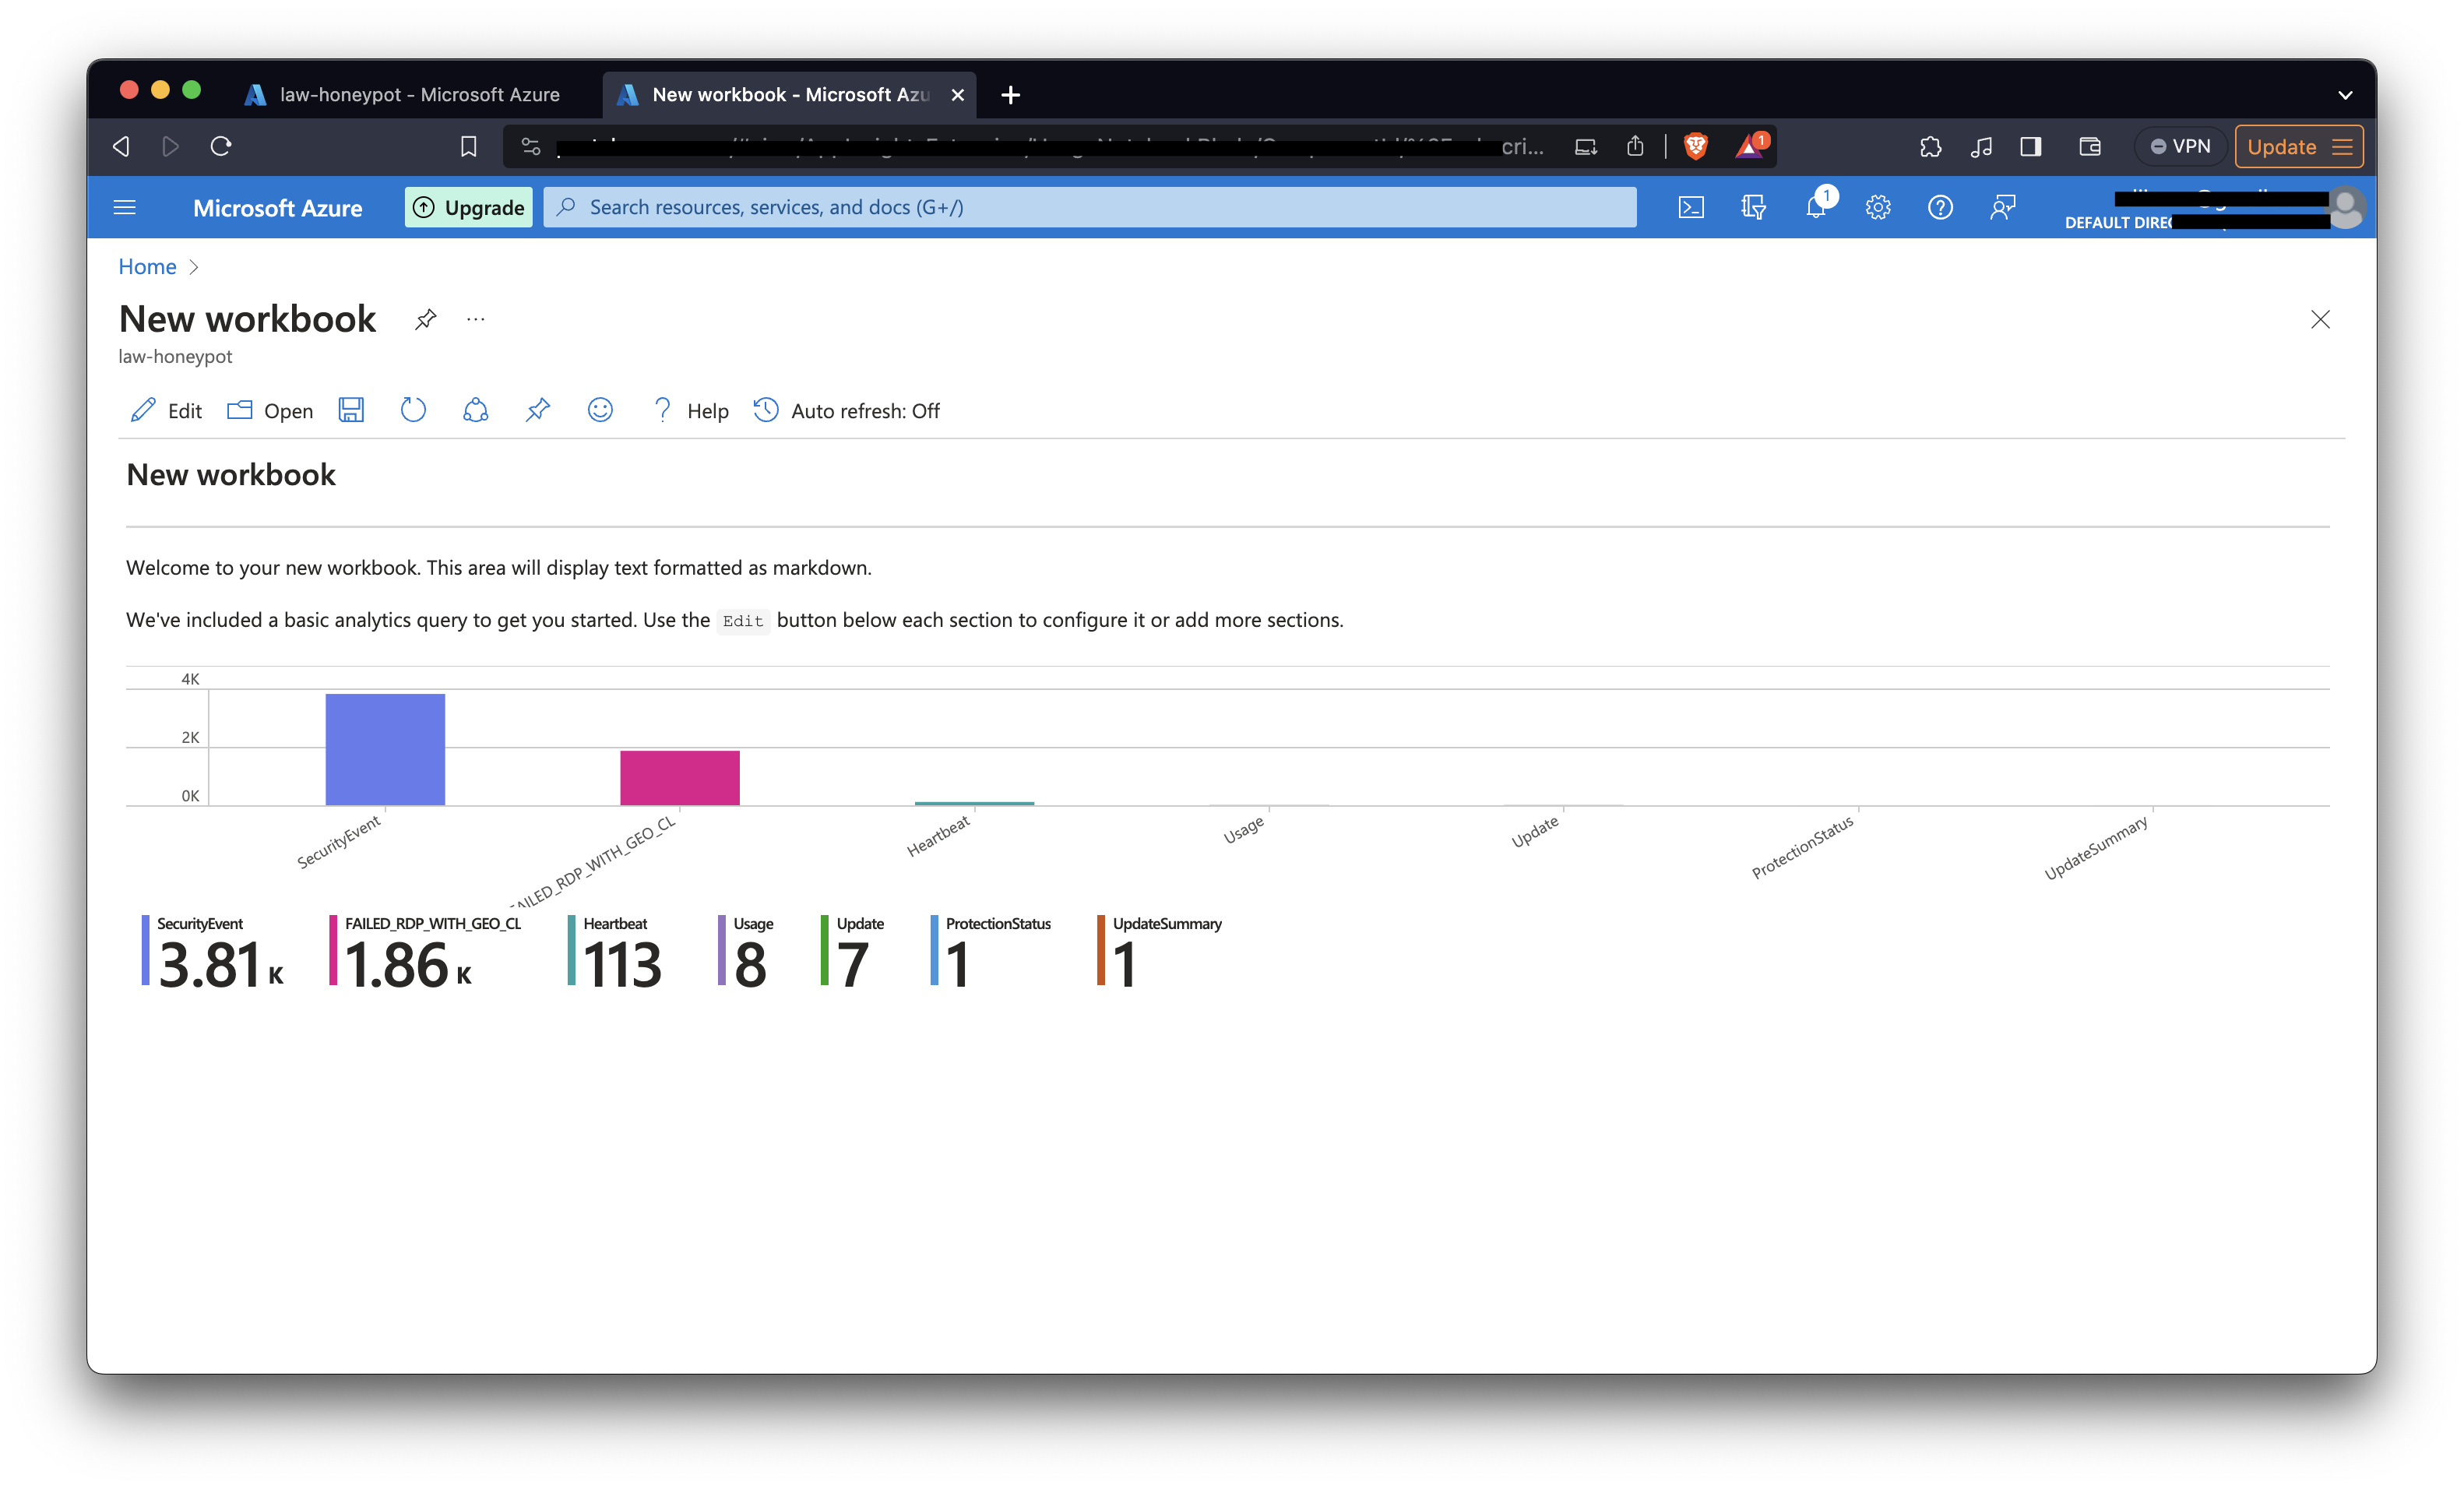 law-honeypot - Microsoft Azure
New workbook - Microsoft Azu
cri...
1
VPN
Update
Microsoft Azure
Upgrade
Search resources, services, and docs (G+/)
1
DEFAULT DIREC
Home
New workbook
law-honeypot
Edit
Open
Help
Auto refresh: Off
New workbook
Welcome to your new workbook. This area will display text formatted as markdown.
We've included a basic analytics query to get you started. Use the Edit button below each section to configure it or add more sections.
4K
2K
0K
SecurityEvent
AILED_RDP_WITH_GEO_CL
Heartbeat
Usage
Update
ProtectionStatus
UpdateSummary
SecurityEvent
3.81 K
FAILED_RDP_WITH_GEO_CL
1.86 K
Heartbeat
113
Usage
8
Update
7
ProtectionStatus
1
UpdateSummary
1